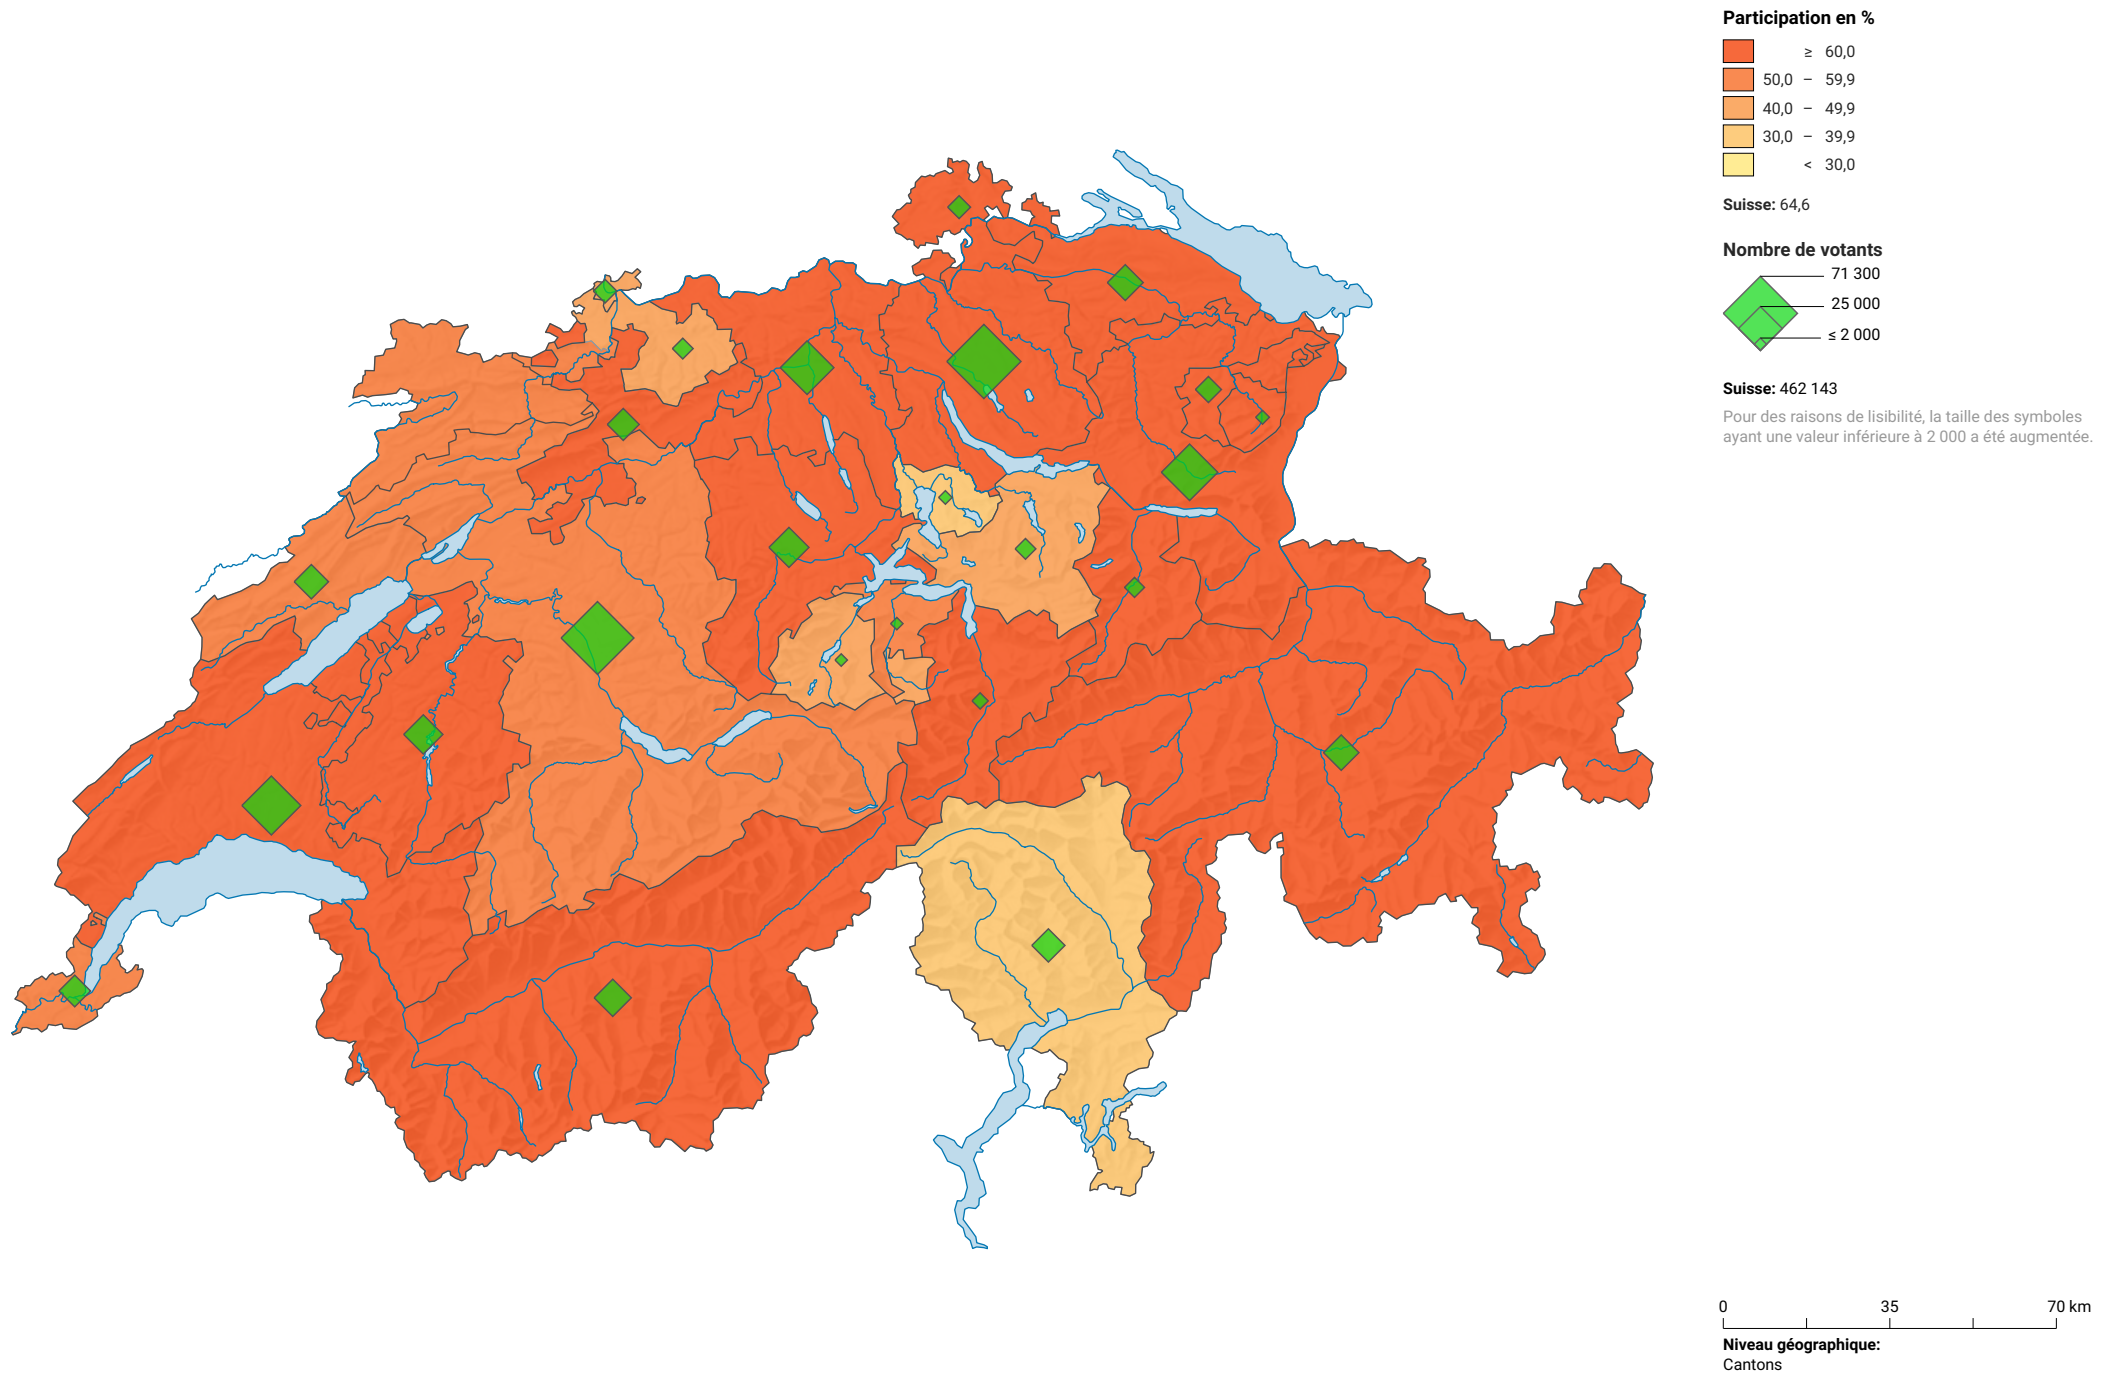 Participation en %
≥ 60,0
50,0 – 59,9
40,0 – 49,9
30,0 – 39,9
< 30,0
Suisse: 64,6
Nombre de votants
71 300
25 000
≤ 2 000
Suisse: 462 143
Pour des raisons de lisibilité, la taille des symboles
ayant une valeur inférieure à 2 000 a été augmentée.
0 35 70 km
Niveau géographique:
Cantons